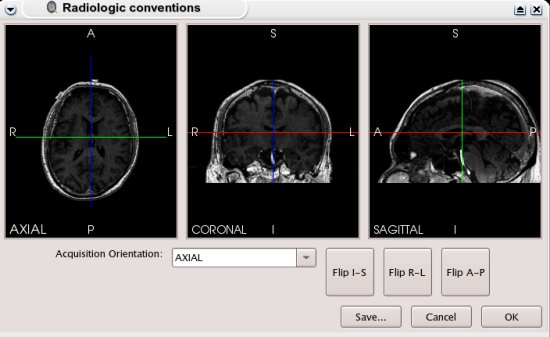 Radiologic conventions
A
R
L
AXIAL
P
S
R
L
CORONAL
I
S
A
P
SAGITTAL
I
Acquisition Orientation:
AXIAL
Flip I-S
Flip R-L
Flip A-P
Save...
Cancel
OK